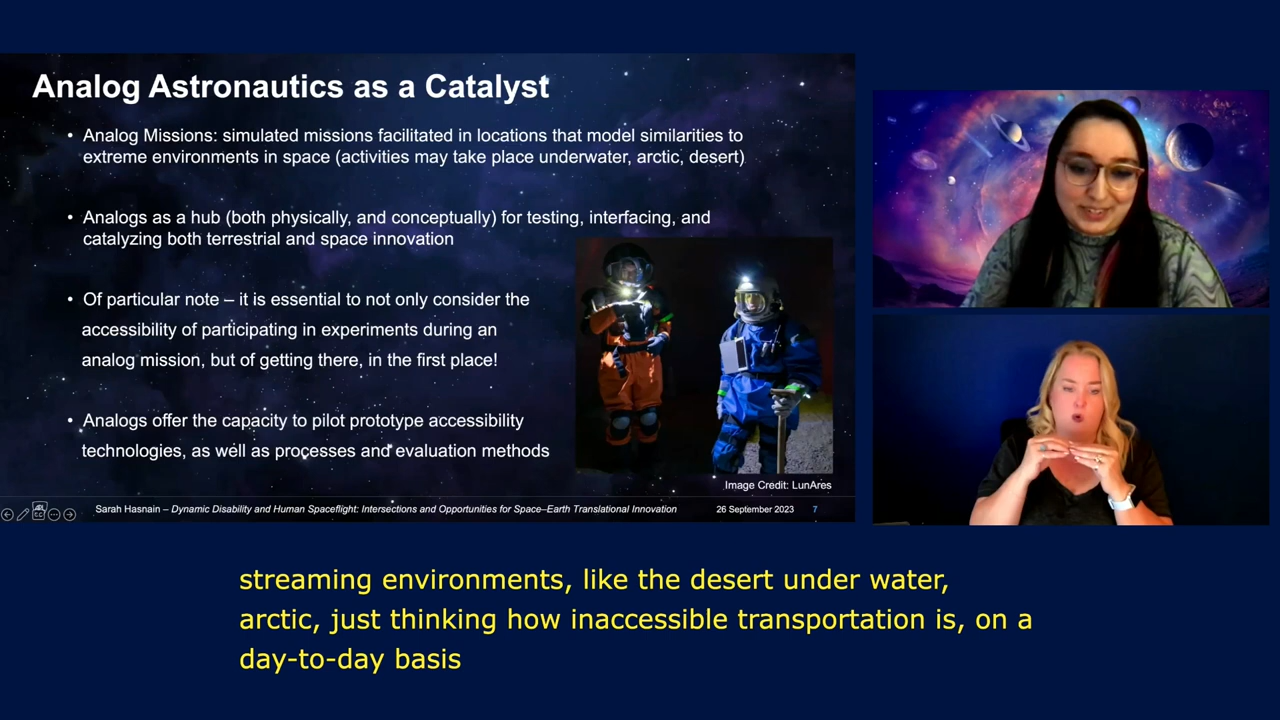 Analog Astronautics as a Catalyst
• Analog Missions: simulated missions facilitated in locations that model similarities to
extreme environments in space (activities may take place underwater, arctic, desert)
• Analogs as a hub (both physically, and conceptually) for testing, interfacing, and
catalyzing both terrestrial and space innovation
• Of particular note – it is essential to not only consider the
accessibility of participating in experiments during an
analog mission, but of getting there, in the first place!
• Analogs offer the capacity to pilot prototype accessibility
technologies, as well as processes and evaluation methods
Image Credit: LunAres
Sarah Hasnain – Dynamic Disability and Human Spaceflight: Intersections and Opportunities for Space–Earth Translational Innovation 26 September 2023 7
streaming environments, like the desert under water,
arctic, just thinking how inaccessible transportation is, on a
day-to-day basis